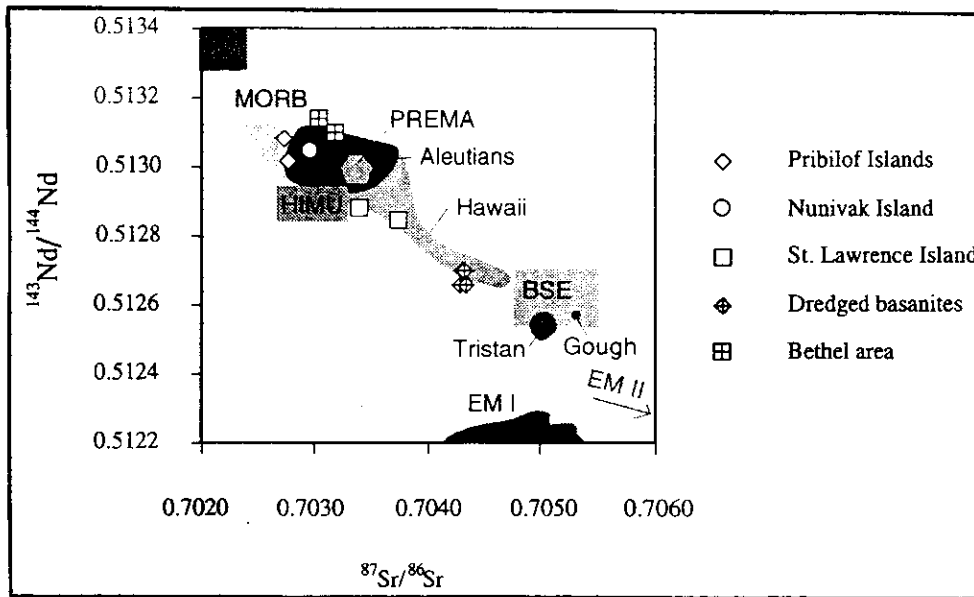 0.5134
0.5132
0.5130
0.5128
0.5126
0.5124
0.5122
¹⁴³Nd/¹⁴⁴Nd
MORB
PREMA
Aleutians
HIMU
Hawaii
BSE
Tristan
Gough
EM I
EM II
0.7020 0.7030 0.7040 0.7050 0.7060
⁸⁷Sr/⁸⁶Sr
Pribilof Islands
Nunivak Island
St. Lawrence Island
Dredged basanites
Bethel area